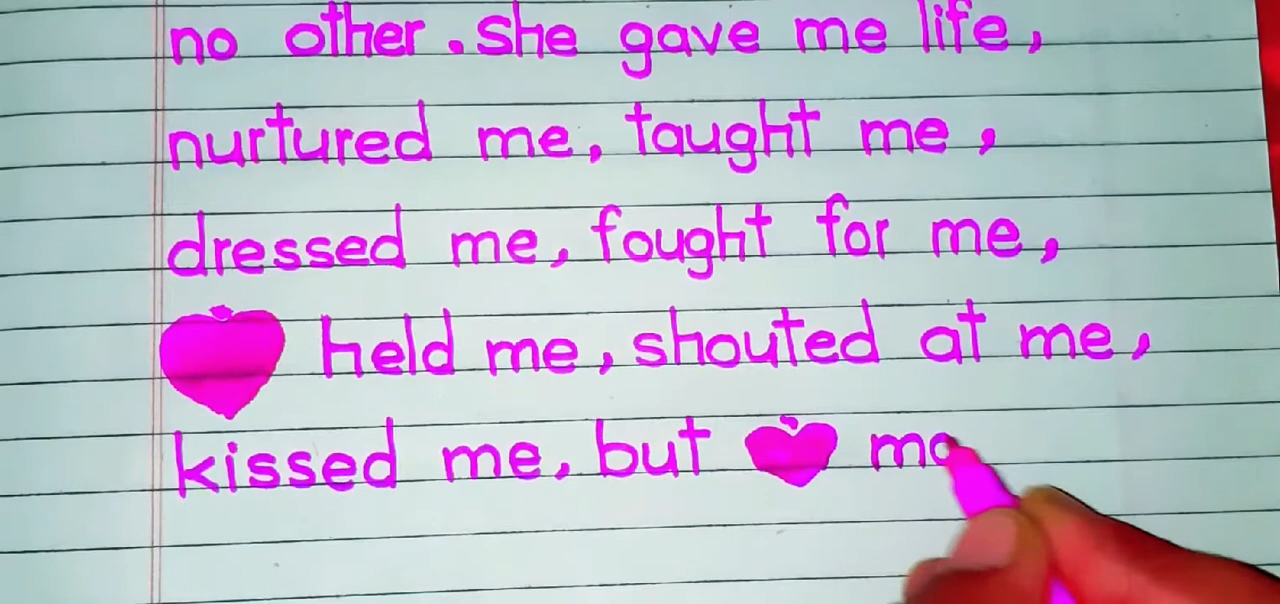 no other. She gave me life,
nurtured me, taught me,
dressed me, fought for me,
held me, shouted at me,
kissed me, but mo